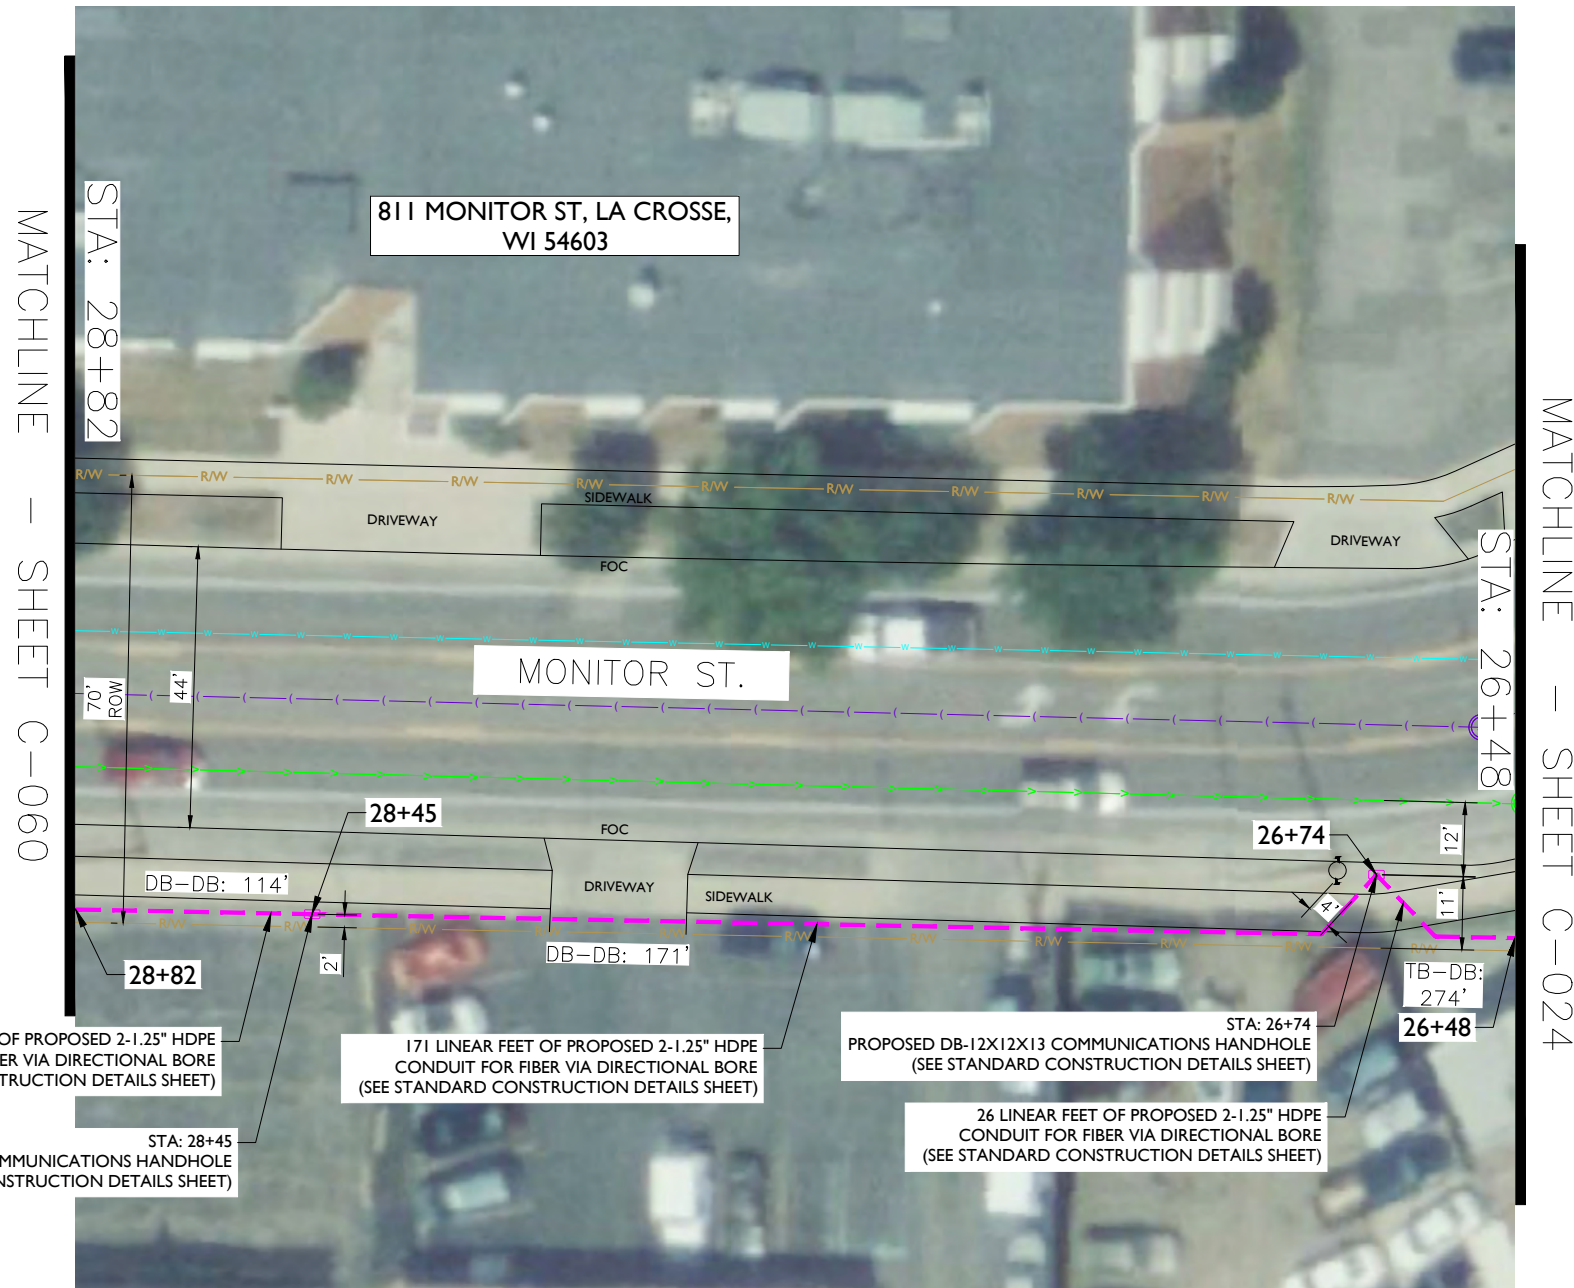 811 MONITOR ST, LA CROSSE,
WI 54603
MATCHLINE — SHEET C-060
STA: 28+82
MATCHLINE — SHEET C-024
STA: 26+48
R/W R/W R/W R/W R/W R/W R/W R/W R/W R/W R/W
SIDEWALK
DRIVEWAY
DRIVEWAY
FOC
MONITOR ST.
70'
ROW
44'
28+45
FOC
26+74
12'
DB-DB: 114'
DRIVEWAY
SIDEWALK
4'
11'
R/W R/W R/W R/W R/W R/W R/W R/W R/W R/W R/W
2'
DB-DB: 171'
28+82
TB-DB:
274'
26+48
OF PROPOSED 2-1.25" HDPE
BER VIA DIRECTIONAL BORE
TRUCTION DETAILS SHEET)
171 LINEAR FEET OF PROPOSED 2-1.25" HDPE
CONDUIT FOR FIBER VIA DIRECTIONAL BORE
(SEE STANDARD CONSTRUCTION DETAILS SHEET)
STA: 26+74
PROPOSED DB-12X12X13 COMMUNICATIONS HANDHOLE
(SEE STANDARD CONSTRUCTION DETAILS SHEET)
26 LINEAR FEET OF PROPOSED 2-1.25" HDPE
CONDUIT FOR FIBER VIA DIRECTIONAL BORE
(SEE STANDARD CONSTRUCTION DETAILS SHEET)
STA: 28+45
MMUNICATIONS HANDHOLE
NSTRUCTION DETAILS SHEET)